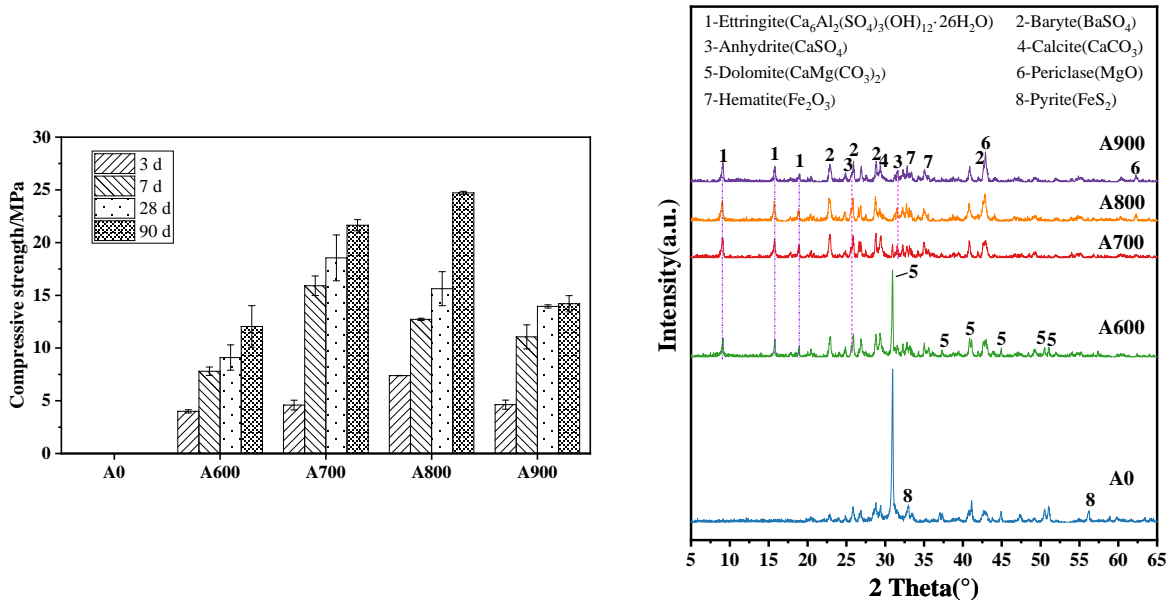 30
25
20
15
10
5
0
Compressive strength/MPa
3 d
7 d
28 d
90 d
A0 A600 A700 A800 A900
1-Ettringite(Ca₆Al₂(SO₄)₃(OH)₁₂·26H₂O) 2-Baryte(BaSO₄)
3-Anhydrite(CaSO₄) 4-Calcite(CaCO₃)
5-Dolomite(CaMg(CO₃)₂) 6-Periclase(MgO)
7-Hematite(Fe₂O₃) 8-Pyrite(FeS₂)
A900
1 1 1 2 3 2 2 4 3 7 7 2 6 6
A800
A700
5
A600
5 5 5 5 5
A0
8 8
Intensity(a.u.)
5 10 15 20 25 30 35 40 45 50 55 60 65
2 Theta(°)